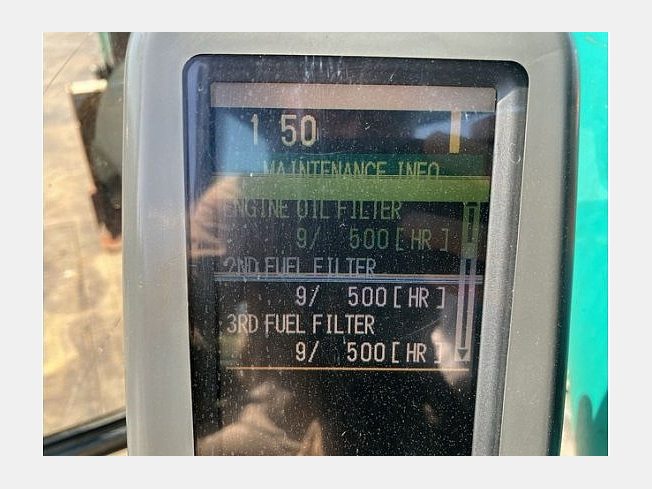 1 50
MAINTENANCE INFO
ENGINE OIL FILTER
9/ 500[HR]
2ND FUEL FILTER
9/ 500[HR]
3RD FUEL FILTER
9/ 500[HR]